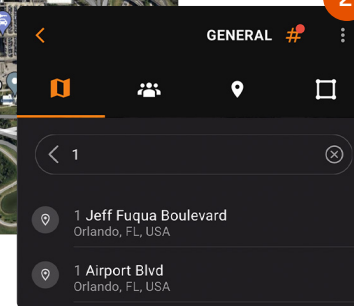 2
GENERAL #
1
1 Jeff Fuqua Boulevard
Orlando, FL, USA
1 Airport Blvd
Orlando, FL, USA